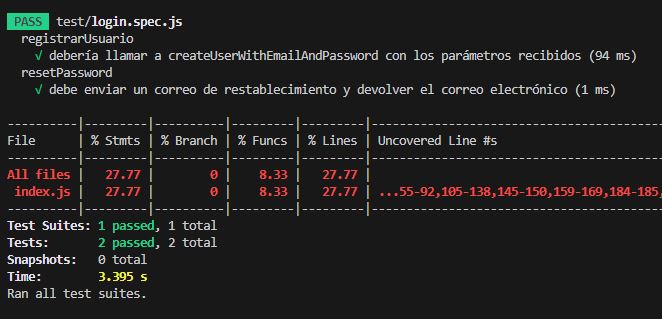 PASS test/login.spec.js
registrarUsuario
√ debería llamar a createUserWithEmailAndPassword con los parámetros recibidos (94 ms)
resetPassword
√ debe enviar un correo de restablecimiento y devolver el correo electrónico (1 ms)
----------|---------|----------|---------|---------|-------------------------------------
File | % Stmts | % Branch | % Funcs | % Lines | Uncovered Line #s
----------|---------|----------|---------|---------|-------------------------------------
All files | 27.77 | 0 | 8.33 | 27.77 |
index.js | 27.77 | 0 | 8.33 | 27.77 | ...55-92,105-138,145-150,159-169,184-185,
----------|---------|----------|---------|---------|-------------------------------------
Test Suites: 1 passed, 1 total
Tests: 2 passed, 2 total
Snapshots: 0 total
Time: 3.395 s
Ran all test suites.